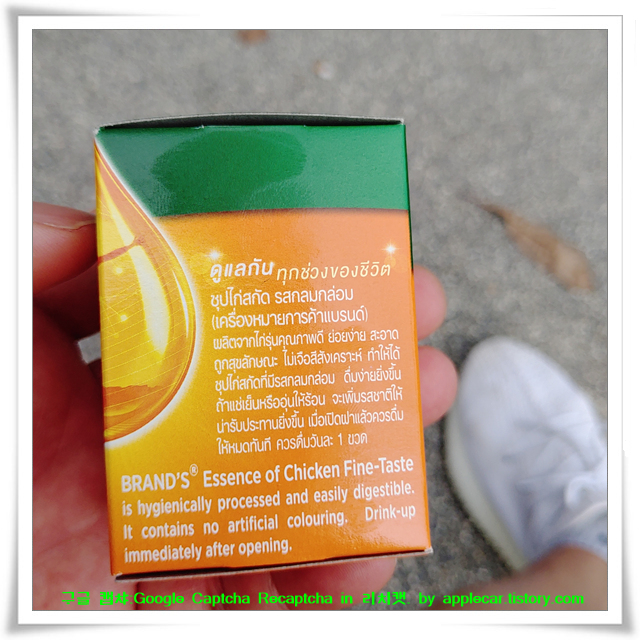 ดูแลกัน ทุกช่วงของชีวิต
ซุปไก่สกัด รสกลมกล่อม
(เครื่องหมายการค้าแบรนด์)
ผลิตจากไก่รุ่นคุณภาพดี ย่อยง่าย สะอาด
ถูกสุขลักษณะ ไม่เจือสีสังเคราะห์ ทำให้ได้
ซุปไก่สกัดที่มีรสกลมกล่อม ดื่มง่ายยิ่งขึ้น
ถ้าแช่เย็นหรืออุ่นให้ร้อน จะเพิ่มรสชาติให้
น่ารับประทานยิ่งขึ้น เมื่อเปิดฝาแล้วควรดื่ม
ให้หมดทันที ควรดื่มวันละ 1 ขวด
BRAND'S® Essence of Chicken Fine-Taste
is hygienically processed and easily digestible.
It contains no artificial colouring. Drink-up
immediately after opening.
구글 캡챠 Google Captcha Recaptcha in 리써캣 by applecar.tistory.com